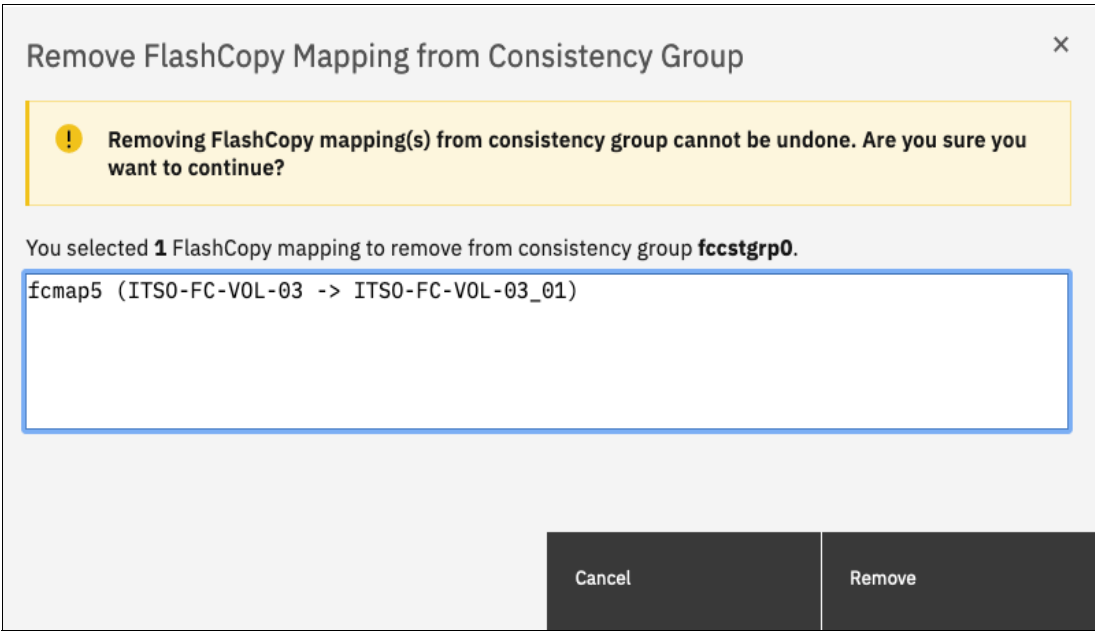 Remove FlashCopy Mapping from Consistency Group
Removing FlashCopy mapping(s) from consistency group cannot be undone. Are you sure you
want to continue?
You selected 1 FlashCopy mapping to remove from consistency group fccstgrp0.
fcmap5 (ITSO-FC-VOL-03 -> ITSO-FC-VOL-03_01)
Cancel
Remove